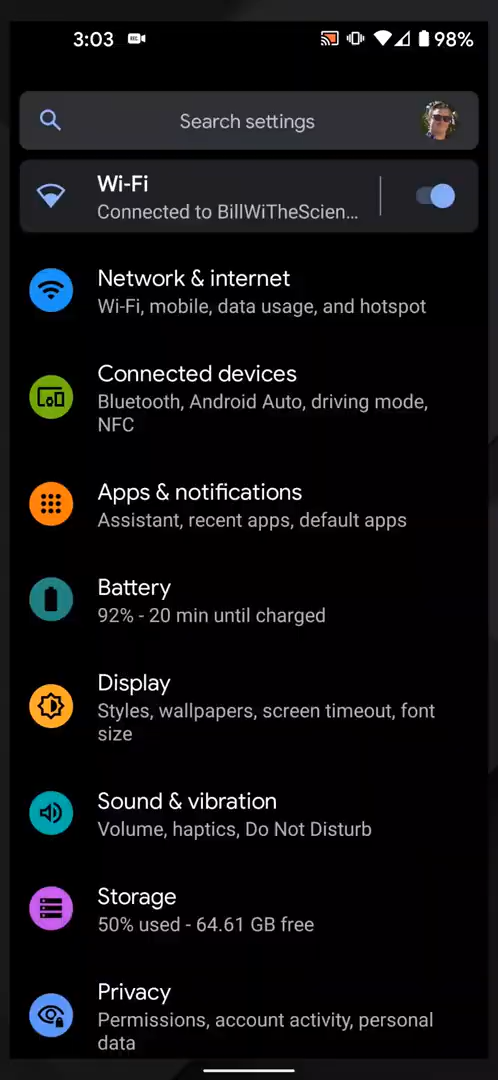 3:03
98%
Search settings
Wi-Fi
Connected to BillWiTheScien...
Network & internet
Wi-Fi, mobile, data usage, and hotspot
Connected devices
Bluetooth, Android Auto, driving mode,
NFC
Apps & notifications
Assistant, recent apps, default apps
Battery
92% - 20 min until charged
Display
Styles, wallpapers, screen timeout, font
size
Sound & vibration
Volume, haptics, Do Not Disturb
Storage
50% used - 64.61 GB free
Privacy
Permissions, account activity, personal
data